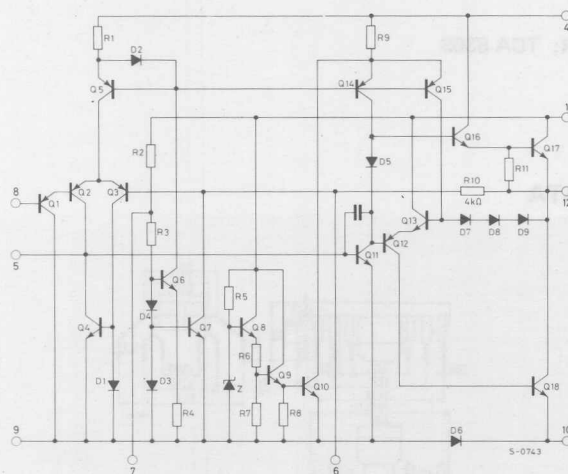 R1
D2
R9
4
Q5
Q14
Q15
1
R2
Q16
Q17
D5
R11
8
Q1
Q2
Q3
R10
4kΩ
12
R3
Q13
D7
D8
D9
5
Q11
Q12
Q6
D4
R5
Q4
Q7
Q8
R6
Q9
D1
D3
Z
Q10
Q18
R4
R7
R8
D6
9
10
7
6
S-0743